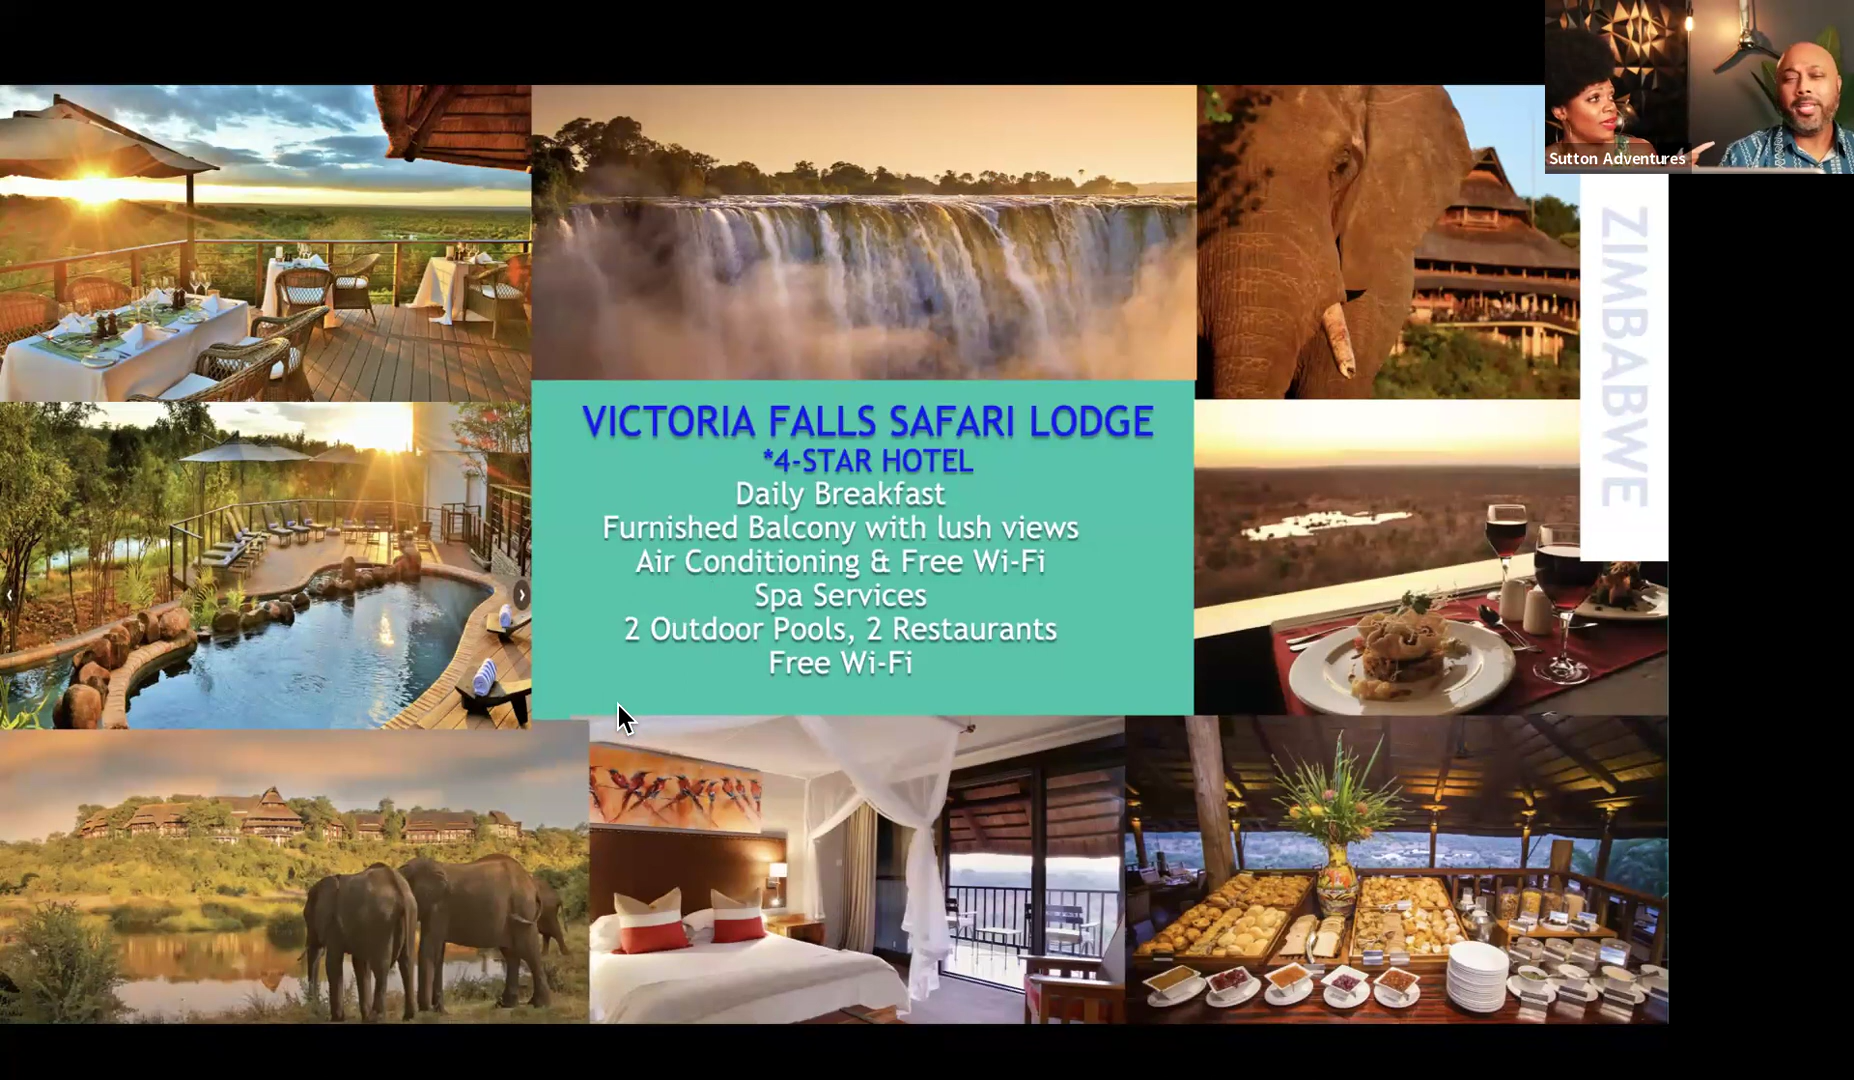 Sutton Adventures
ZIMBABWE
VICTORIA FALLS SAFARI LODGE
*4-STAR HOTEL
Daily Breakfast
Furnished Balcony with lush views
Air Conditioning & Free Wi-Fi
Spa Services
2 Outdoor Pools, 2 Restaurants
Free Wi-Fi